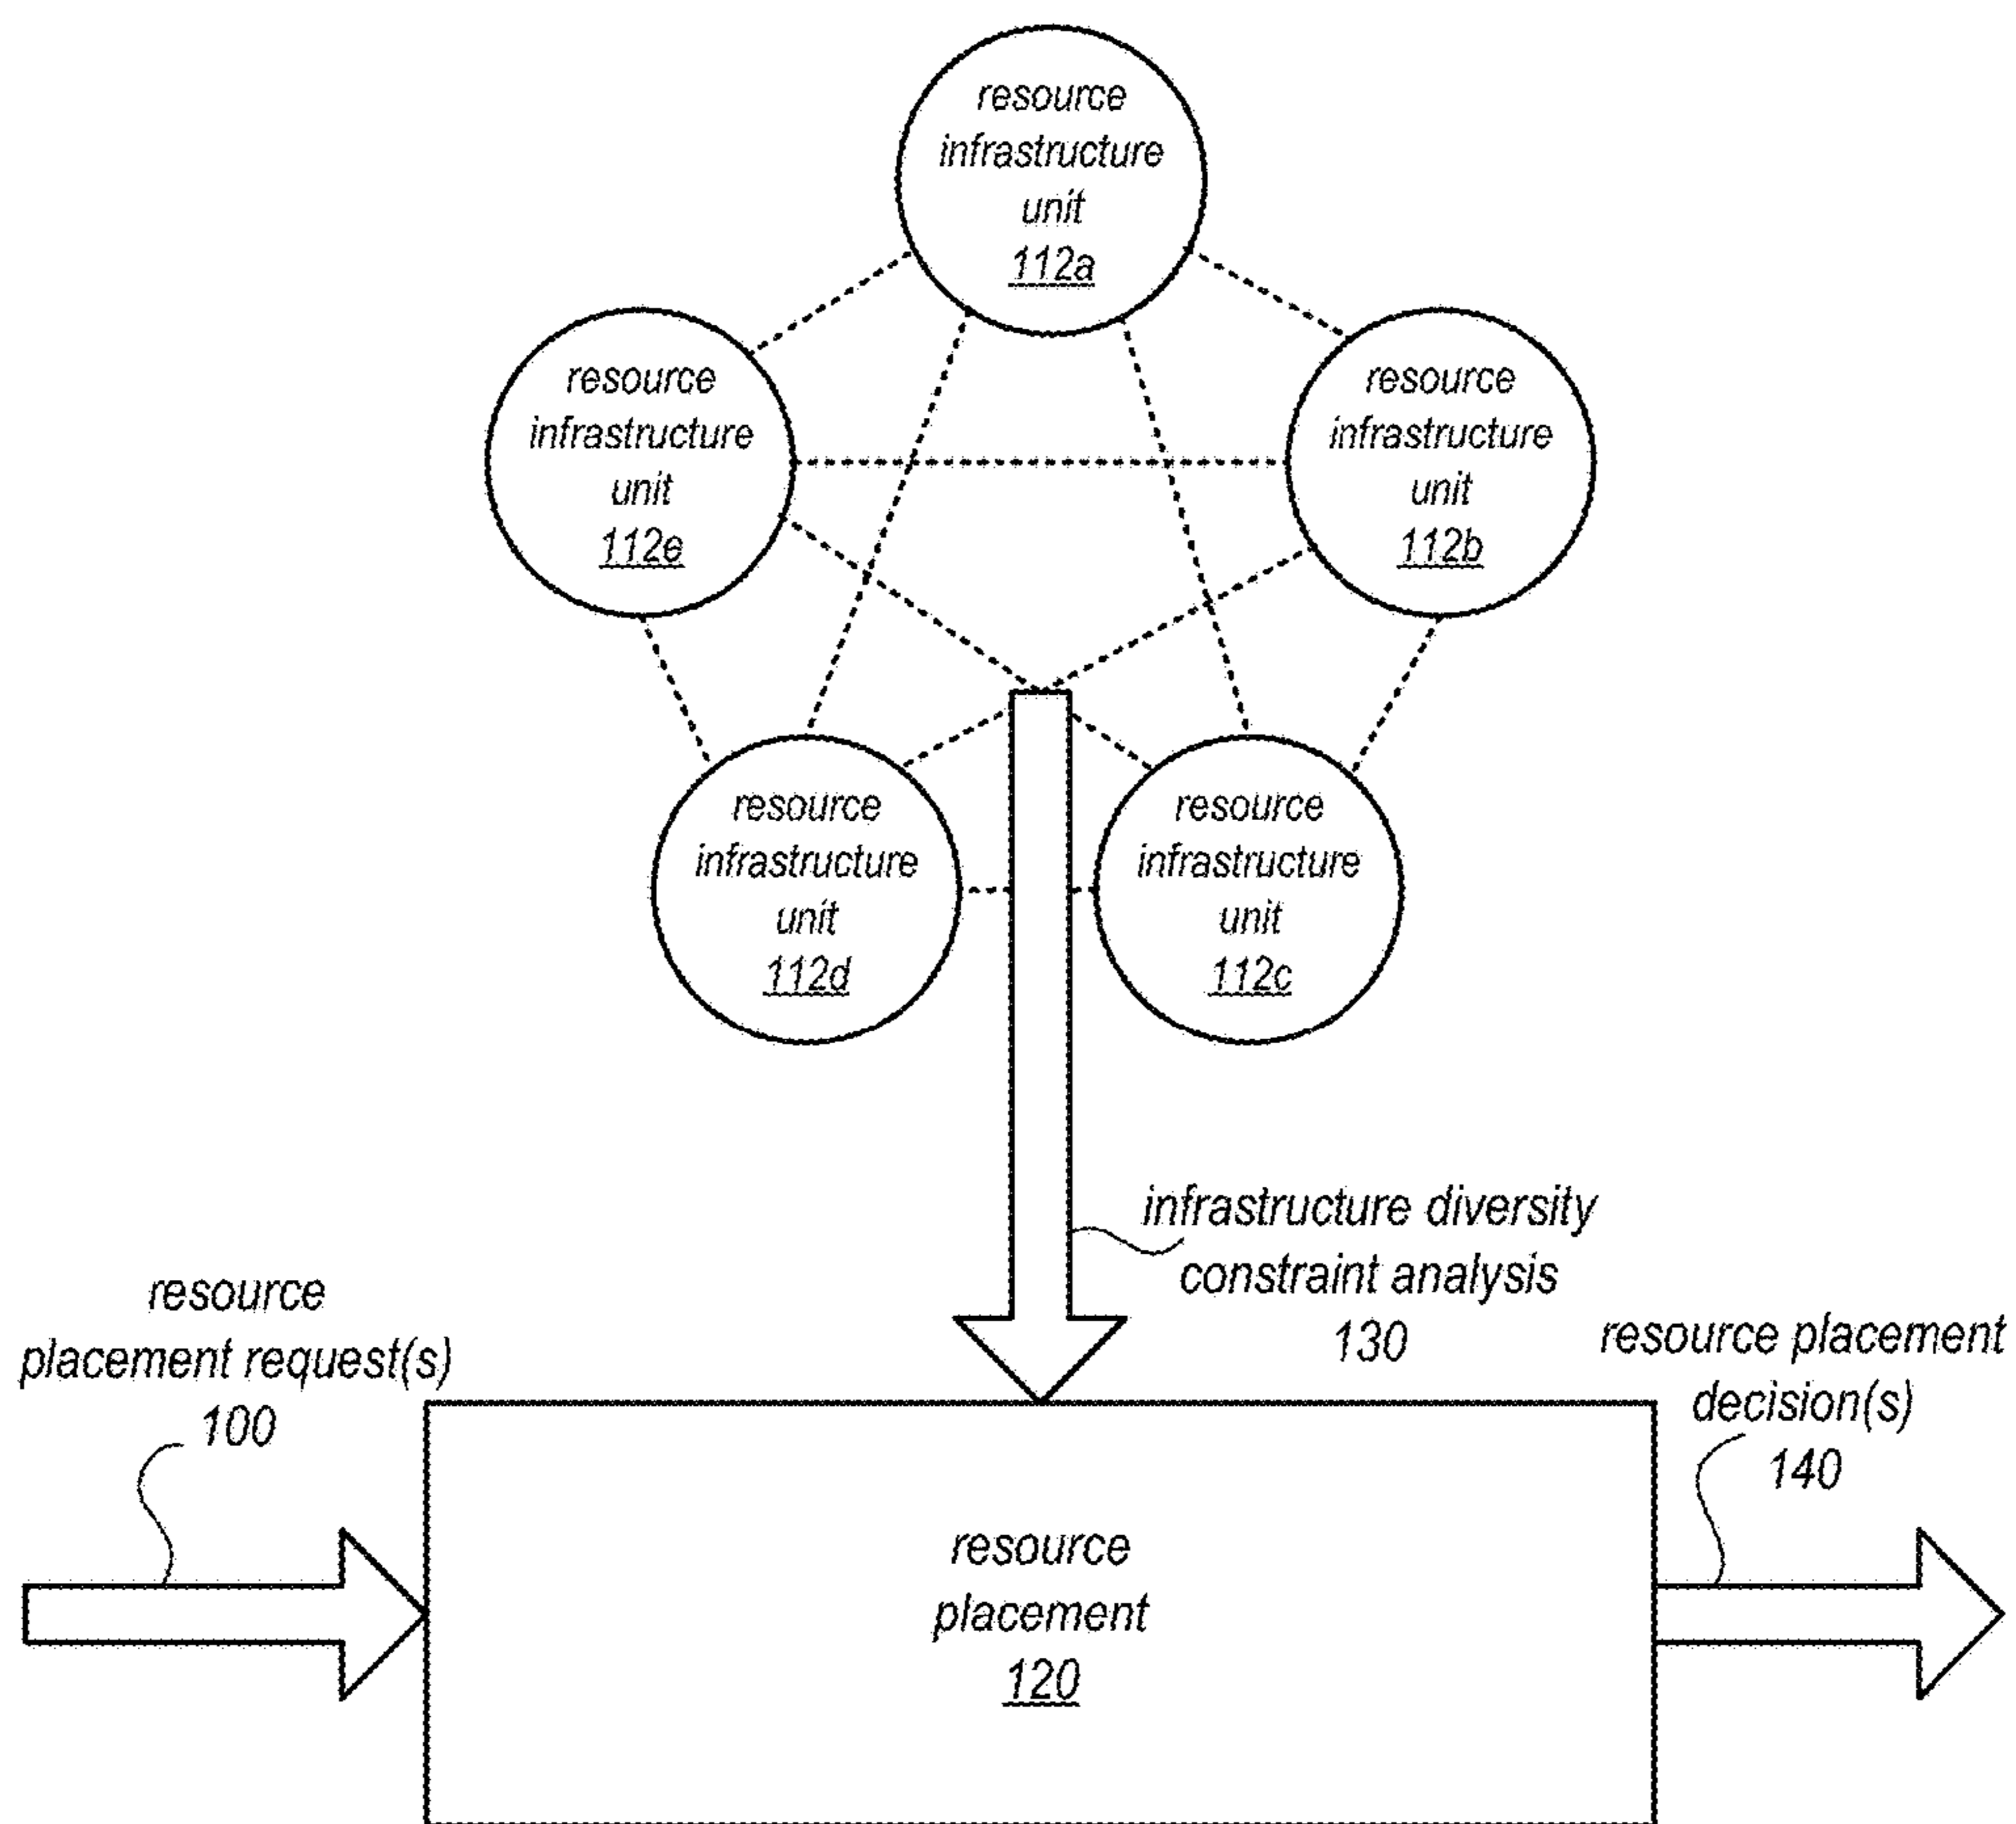 resource
infrastructure
unit
112a
resource
infrastructure
unit
112e
resource
infrastructure
unit
112b
resource
infrastructure
unit
112d
resource
infrastructure
unit
112c
infrastructure diversity
constraint analysis
130
resource
placement request(s)
100
resource placement
decision(s)
140
resource
placement
120